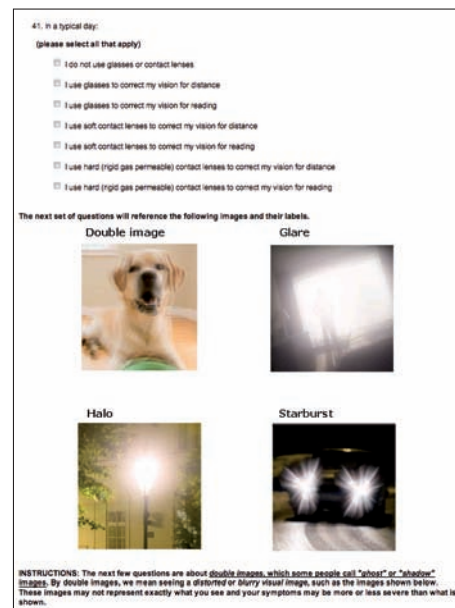 41. In a typical day:
(please select all that apply)
I do not use glasses or contact lenses
I use glasses to correct my vision for distance
I use glasses to correct my vision for reading
I use soft contact lenses to correct my vision for distance
I use soft contact lenses to correct my vision for reading
I use hard (rigid gas permeable) contact lenses to correct my vision for distance
I use hard (rigid gas permeable) contact lenses to correct my vision for reading
The next set of questions will reference the following images and their labels.
Double image
Glare
Halo
Starburst
INSTRUCTIONS: The next few questions are about double images, which some people call "ghost" or "shadow"
images. By double images, we mean seeing a distorted or blurry visual image, such as the images shown below.
These images may not represent exactly what you see and your symptoms may be more or less severe than what is
shown.